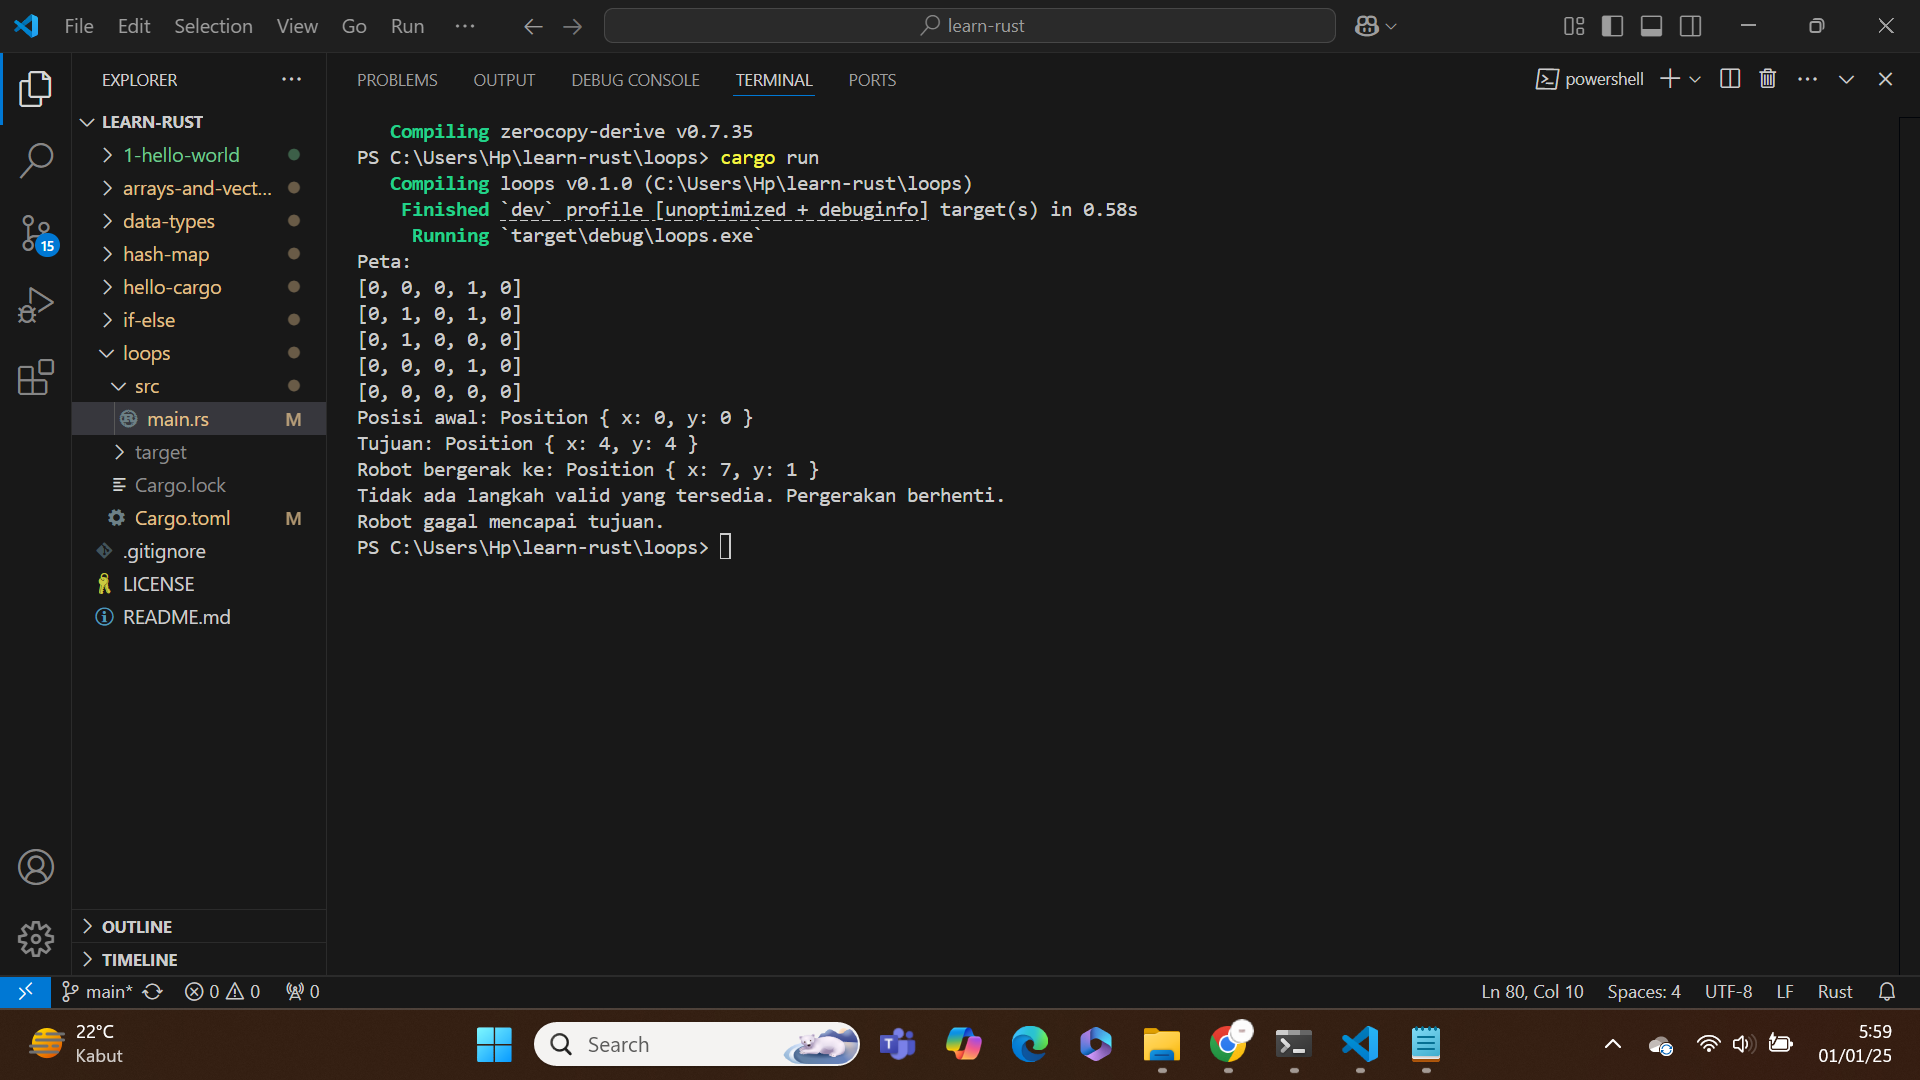 File Edit Selection View Go Run ···
learn-rust
EXPLORER
LEARN-RUST
1-hello-world
arrays-and-vect...
data-types
hash-map
hello-cargo
if-else
loops
src
main.rs M
target
Cargo.lock
Cargo.toml M
.gitignore
LICENSE
README.md
OUTLINE
TIMELINE
15
PROBLEMS OUTPUT DEBUG CONSOLE TERMINAL PORTS
powershell
Compiling zerocopy-derive v0.7.35
PS C:\Users\Hp\learn-rust\loops> cargo run
Compiling loops v0.1.0 (C:\Users\Hp\learn-rust\loops)
Finished `dev` profile [unoptimized + debuginfo] target(s) in 0.58s
Running `target\debug\loops.exe`
Peta:
[0, 0, 0, 1, 0]
[0, 1, 0, 1, 0]
[0, 1, 0, 0, 0]
[0, 0, 0, 1, 0]
[0, 0, 0, 0, 0]
Posisi awal: Position { x: 0, y: 0 }
Tujuan: Position { x: 4, y: 4 }
Robot bergerak ke: Position { x: 7, y: 1 }
Tidak ada langkah valid yang tersedia. Pergerakan berhenti.
Robot gagal mencapai tujuan.
PS C:\Users\Hp\learn-rust\loops>
main* 0 0 0
Ln 80, Col 10 Spaces: 4 UTF-8 LF Rust
22°C
Kabut
Search
5:59
01/01/25